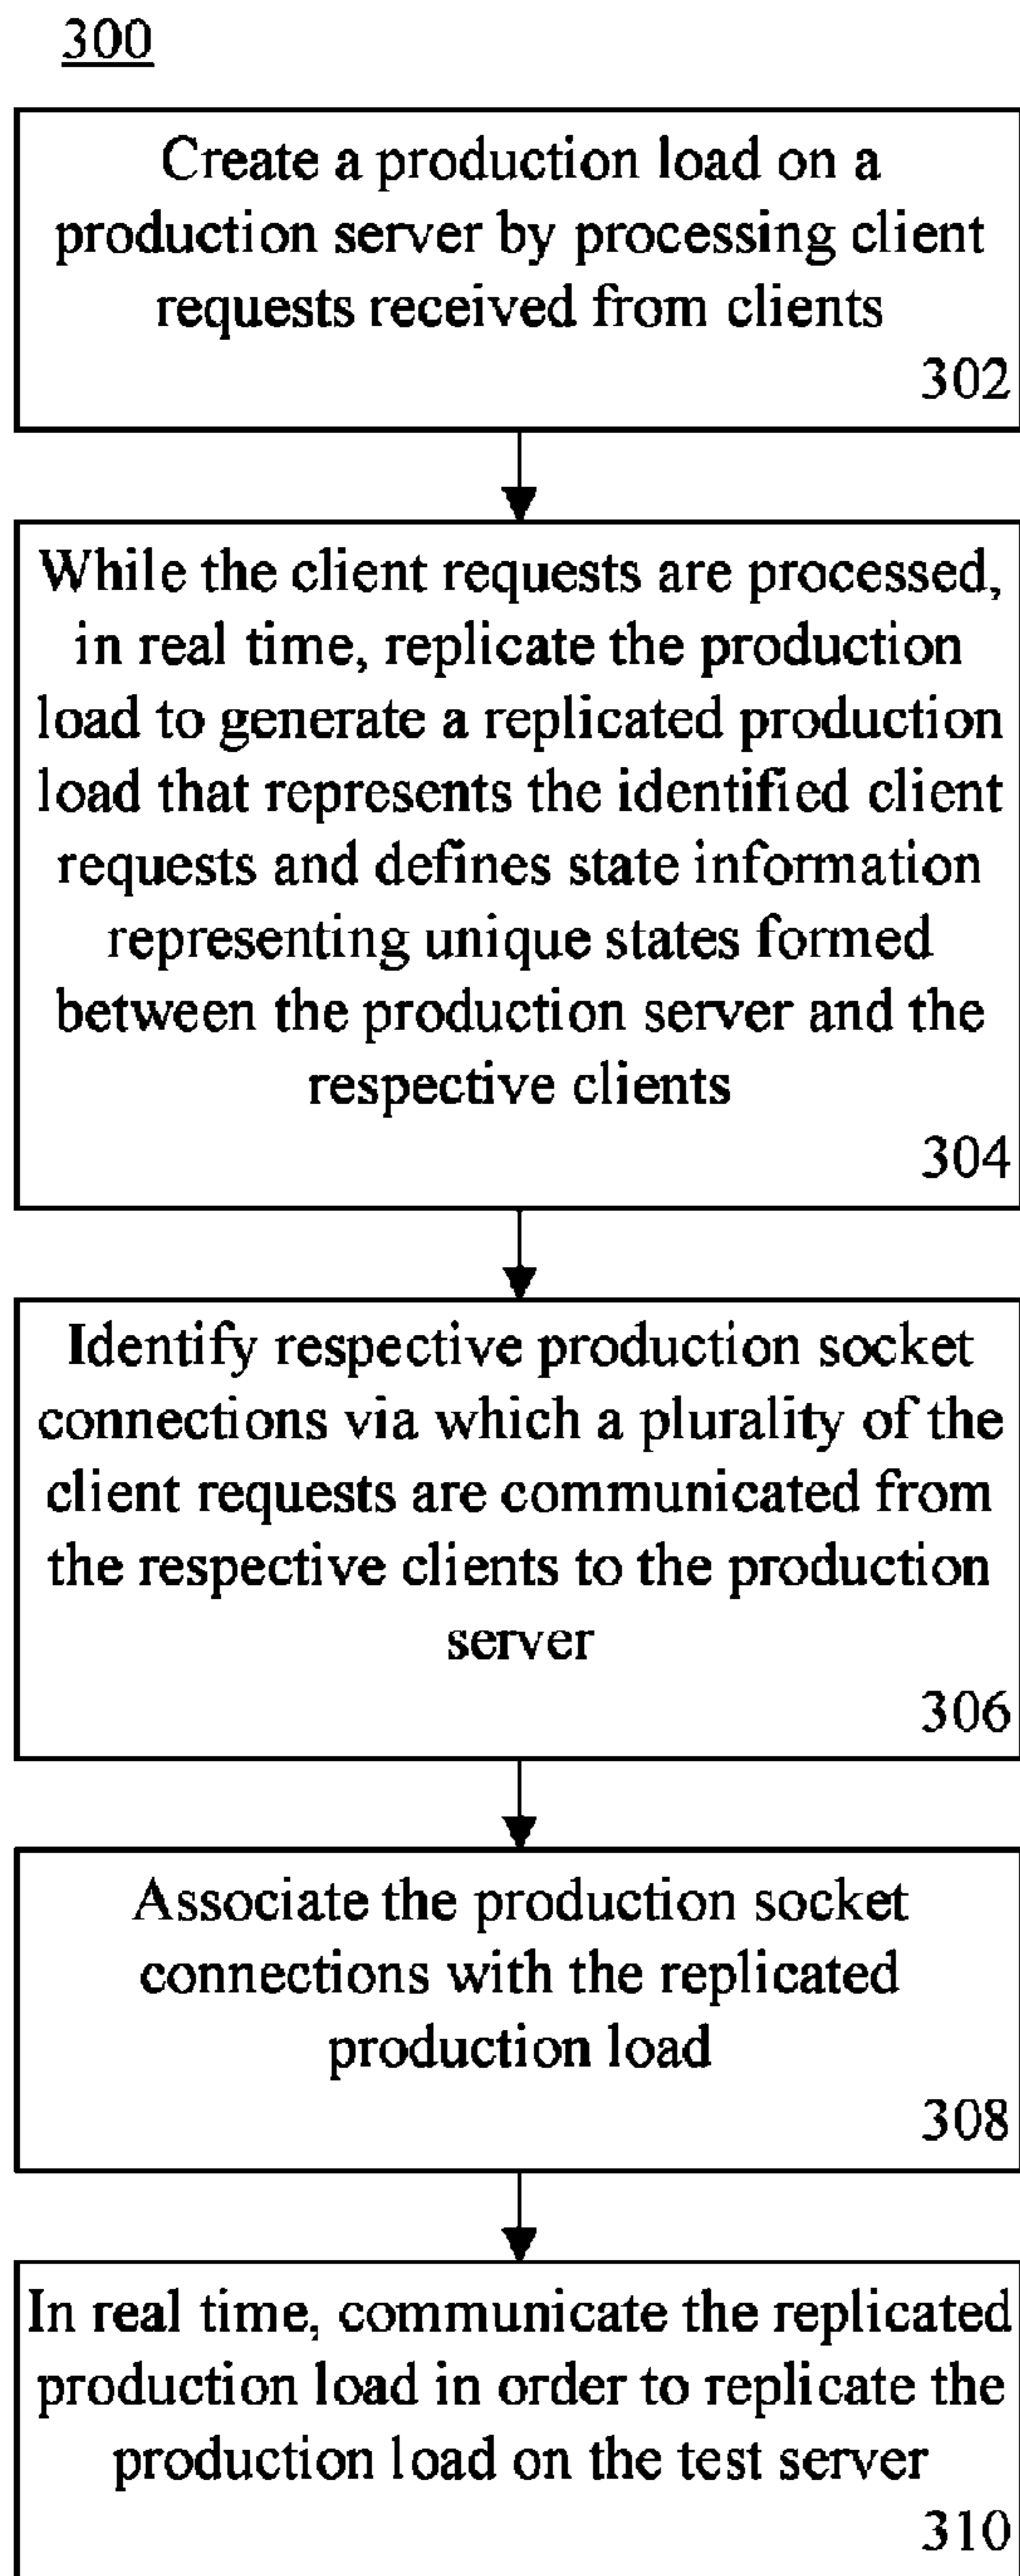 300
Create a production load on a
production server by processing client
requests received from clients
302
While the client requests are processed,
in real time, replicate the production
load to generate a replicated production
load that represents the identified client
requests and defines state information
representing unique states formed
between the production server and the
respective clients
304
Identify respective production socket
connections via which a plurality of the
client requests are communicated from
the respective clients to the production
server
306
Associate the production socket
connections with the replicated
production load
308
In real time, communicate the replicated
production load in order to replicate the
production load on the test server
310